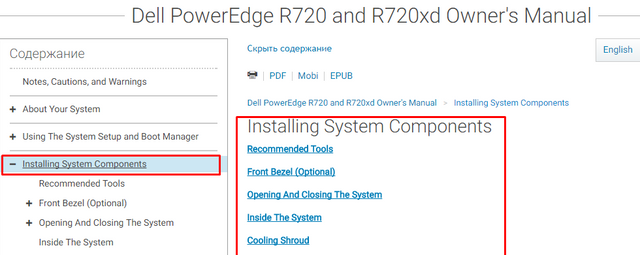 Dell PowerEdge R720 and R720xd Owner's Manual
Содержание
Notes, Cautions, and Warnings
+ About Your System
+ Using The System Setup and Boot Manager
− Installing System Components
Recommended Tools
+ Front Bezel (Optional)
+ Opening And Closing The System
Inside The System
Скрыть содержание
English
| PDF | Mobi | EPUB
Dell PowerEdge R720 and R720xd Owner's Manual > Installing System Components
Installing System Components
Recommended Tools
Front Bezel (Optional)
Opening And Closing The System
Inside The System
Cooling Shroud